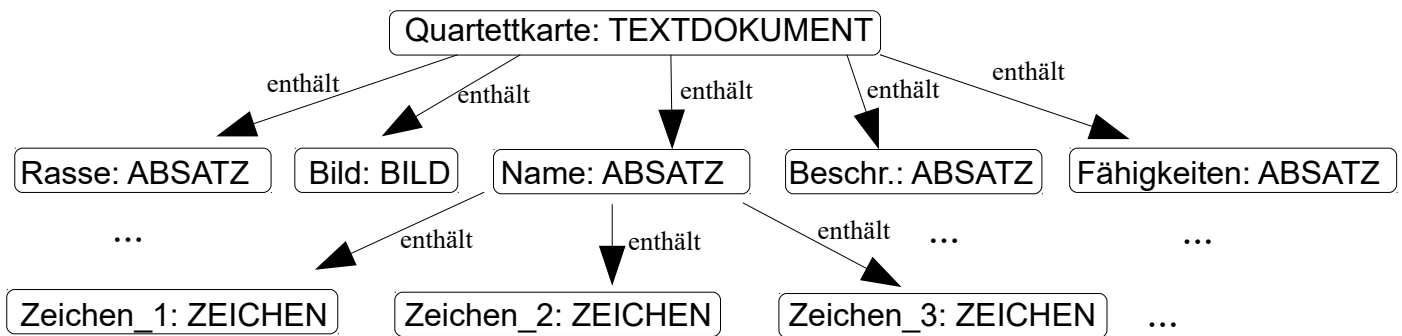 Quartettkarte: TEXTDOKUMENT
enthält enthält enthält enthält enthält
Rasse: ABSATZ Bild: BILD Name: ABSATZ Beschr.: ABSATZ Fähigkeiten: ABSATZ
... enthält enthält enthält ... ...
Zeichen_1: ZEICHEN Zeichen_2: ZEICHEN Zeichen_3: ZEICHEN ...